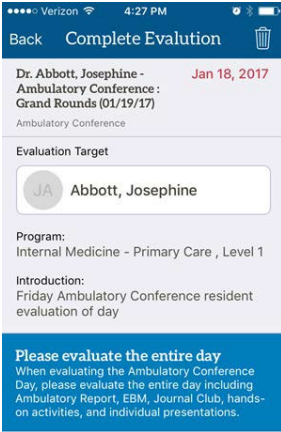 Verizon 4:27 PM
Back Complete Evalution
Dr. Abbott, Josephine - Jan 18, 2017
Ambulatory Conference :
Grand Rounds (01/19/17)
Ambulatory Conference
Evaluation Target
JA Abbott, Josephine
Program:
Internal Medicine - Primary Care , Level 1
Introduction:
Friday Ambulatory Conference resident
evaluation of day
Please evaluate the entire day
When evaluating the Ambulatory Conference
Day, please evaluate the entire day including
Ambulatory Report, EBM, Journal Club, hands-
on activities, and individual presentations.